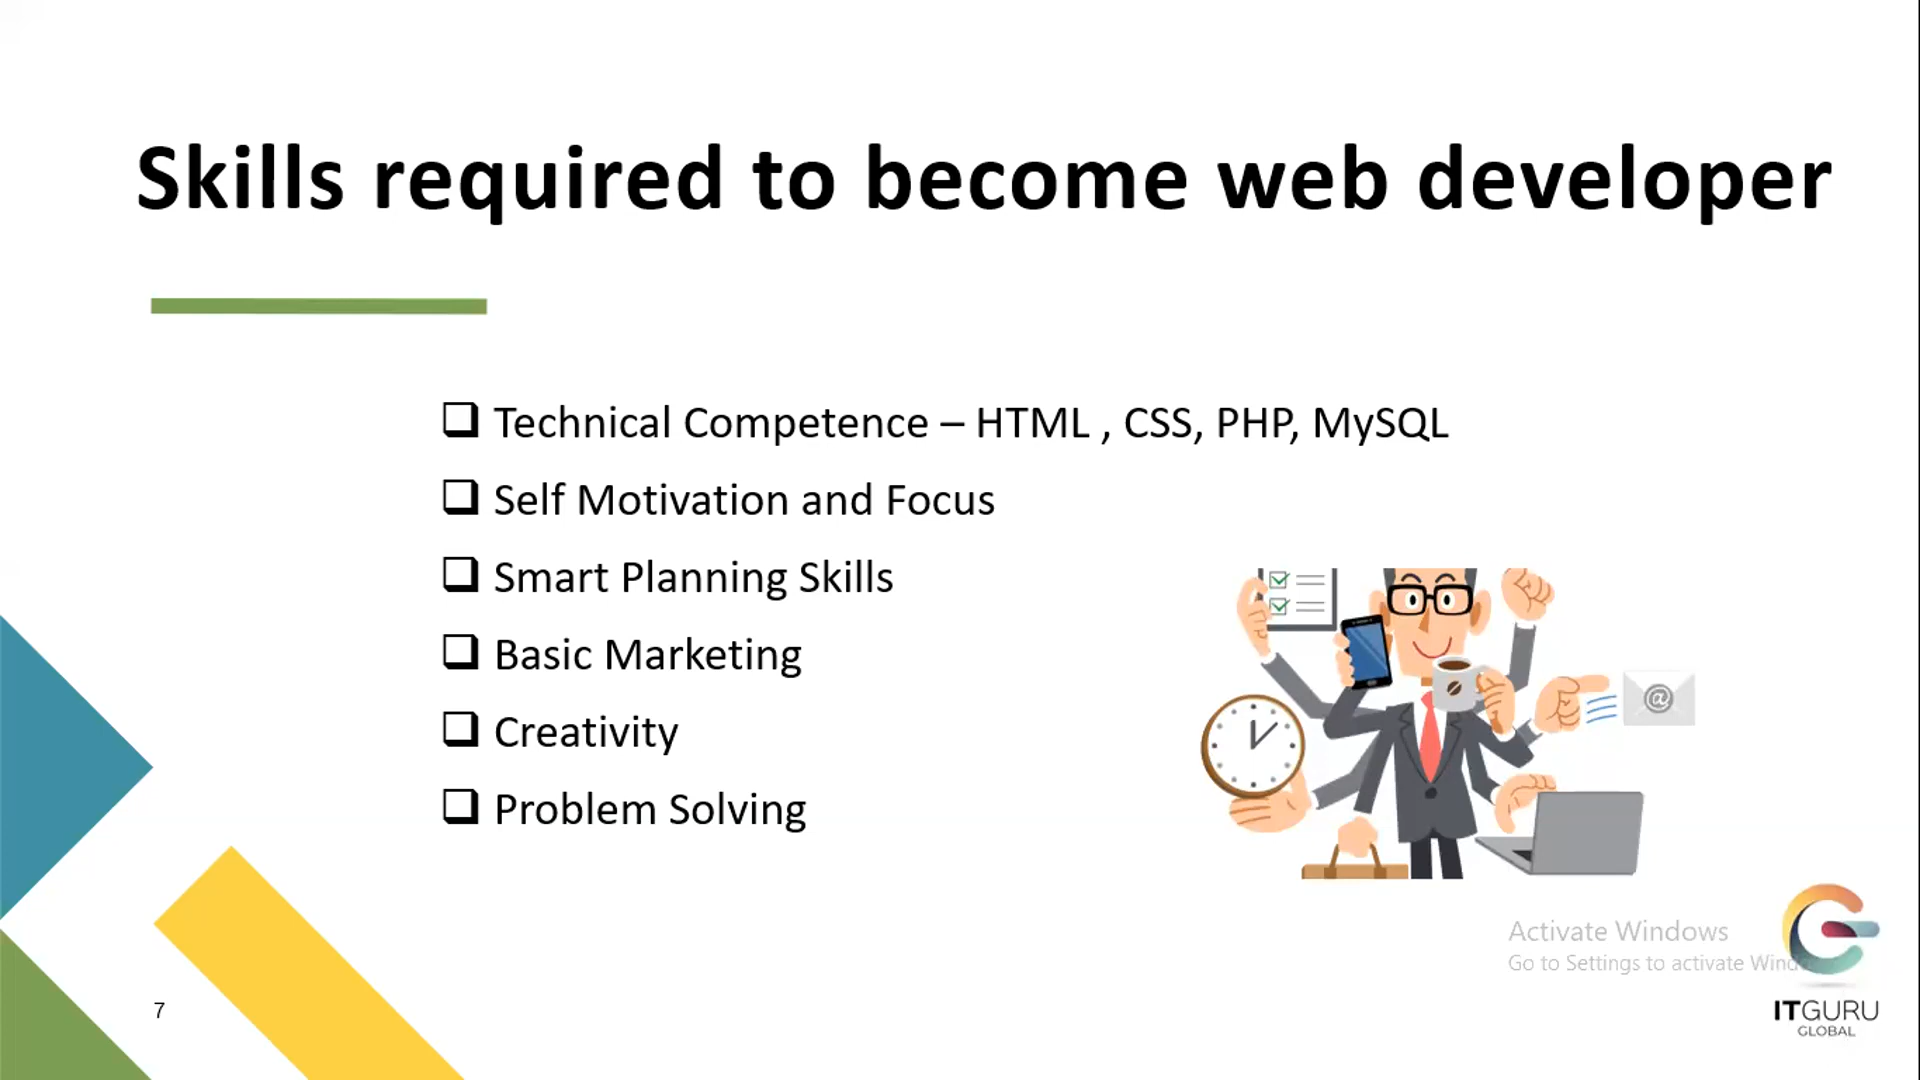 Skills required to become web developer
Technical Competence – HTML , CSS, PHP, MySQL
Self Motivation and Focus
Smart Planning Skills
Basic Marketing
Creativity
Problem Solving
@
Activate Windows
Go to Settings to activate
ITGURU
GLOBAL
7